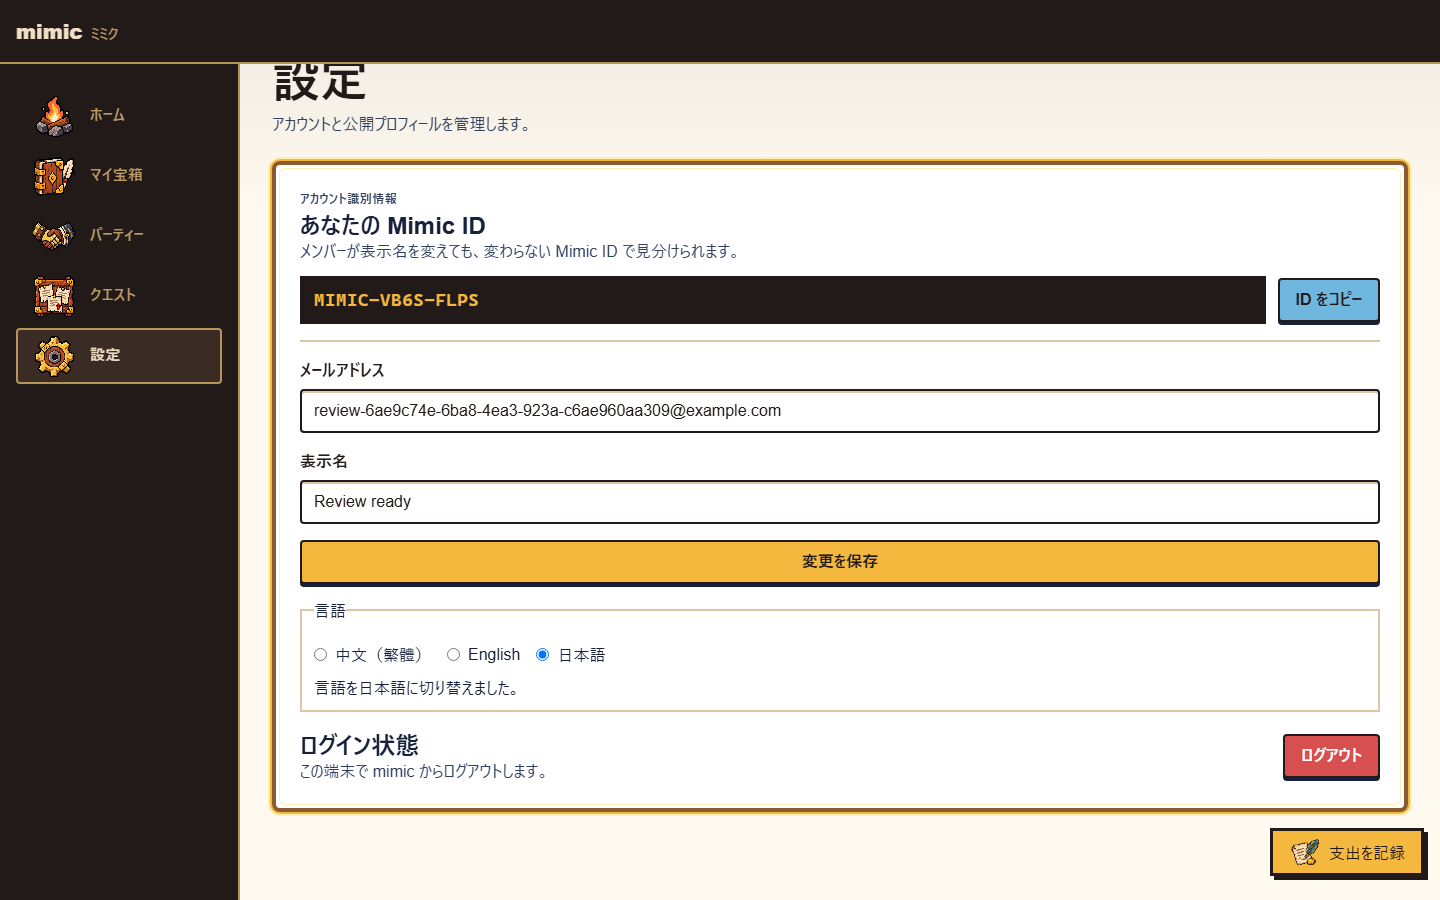 mimic ミミク
ホーム
マイ宝箱
パーティー
クエスト
設定
設定
アカウントと公開プロフィールを管理します。
アカウント識別情報
あなたの Mimic ID
メンバーが表示名を変えても、変わらない Mimic ID で見分けられます。
MIMIC-VB6S-FLPS
ID をコピー
メールアドレス
review-6ae9c74e-6ba8-4ea3-923a-c6ae960aa309@example.com
表示名
Review ready
変更を保存
言語
中文（繁體） English 日本語
言語を日本語に切り替えました。
ログイン状態
この端末で mimic からログアウトします。
ログアウト
支出を記録